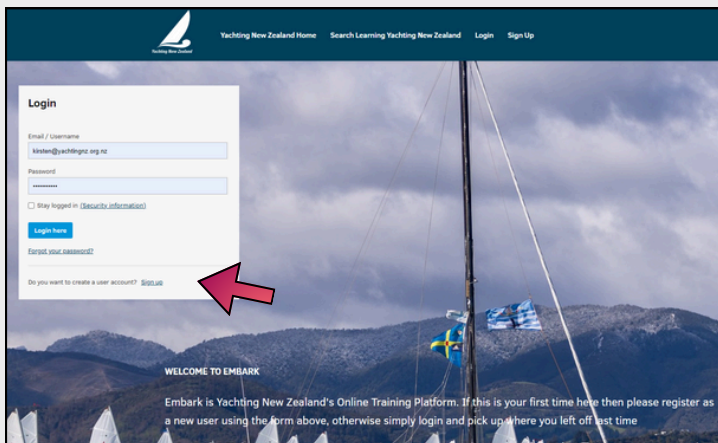 Yachting New Zealand
Yachting New Zealand Home Search Learning Yachting New Zealand Login Sign Up
Login
Email / Username
kirsten@yachtingnz.org.nz
Password
•••••••••••
Stay logged in (Security information)
Login here
Forgot your password?
Do you want to create a user account? Sign up
WELCOME TO EMBARK
Embark is Yachting New Zealand's Online Training Platform. If this is your first time here then please register as
a new user using the form above, otherwise simply login and pick up where you left off last time